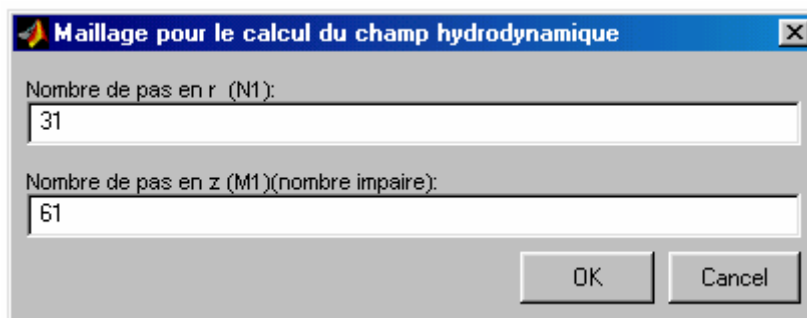 Maillage pour le calcul du champ hydrodynamique
Nombre de pas en r (N1):
31
Nombre de pas en z (M1)(nombre impaire):
61
OK Cancel